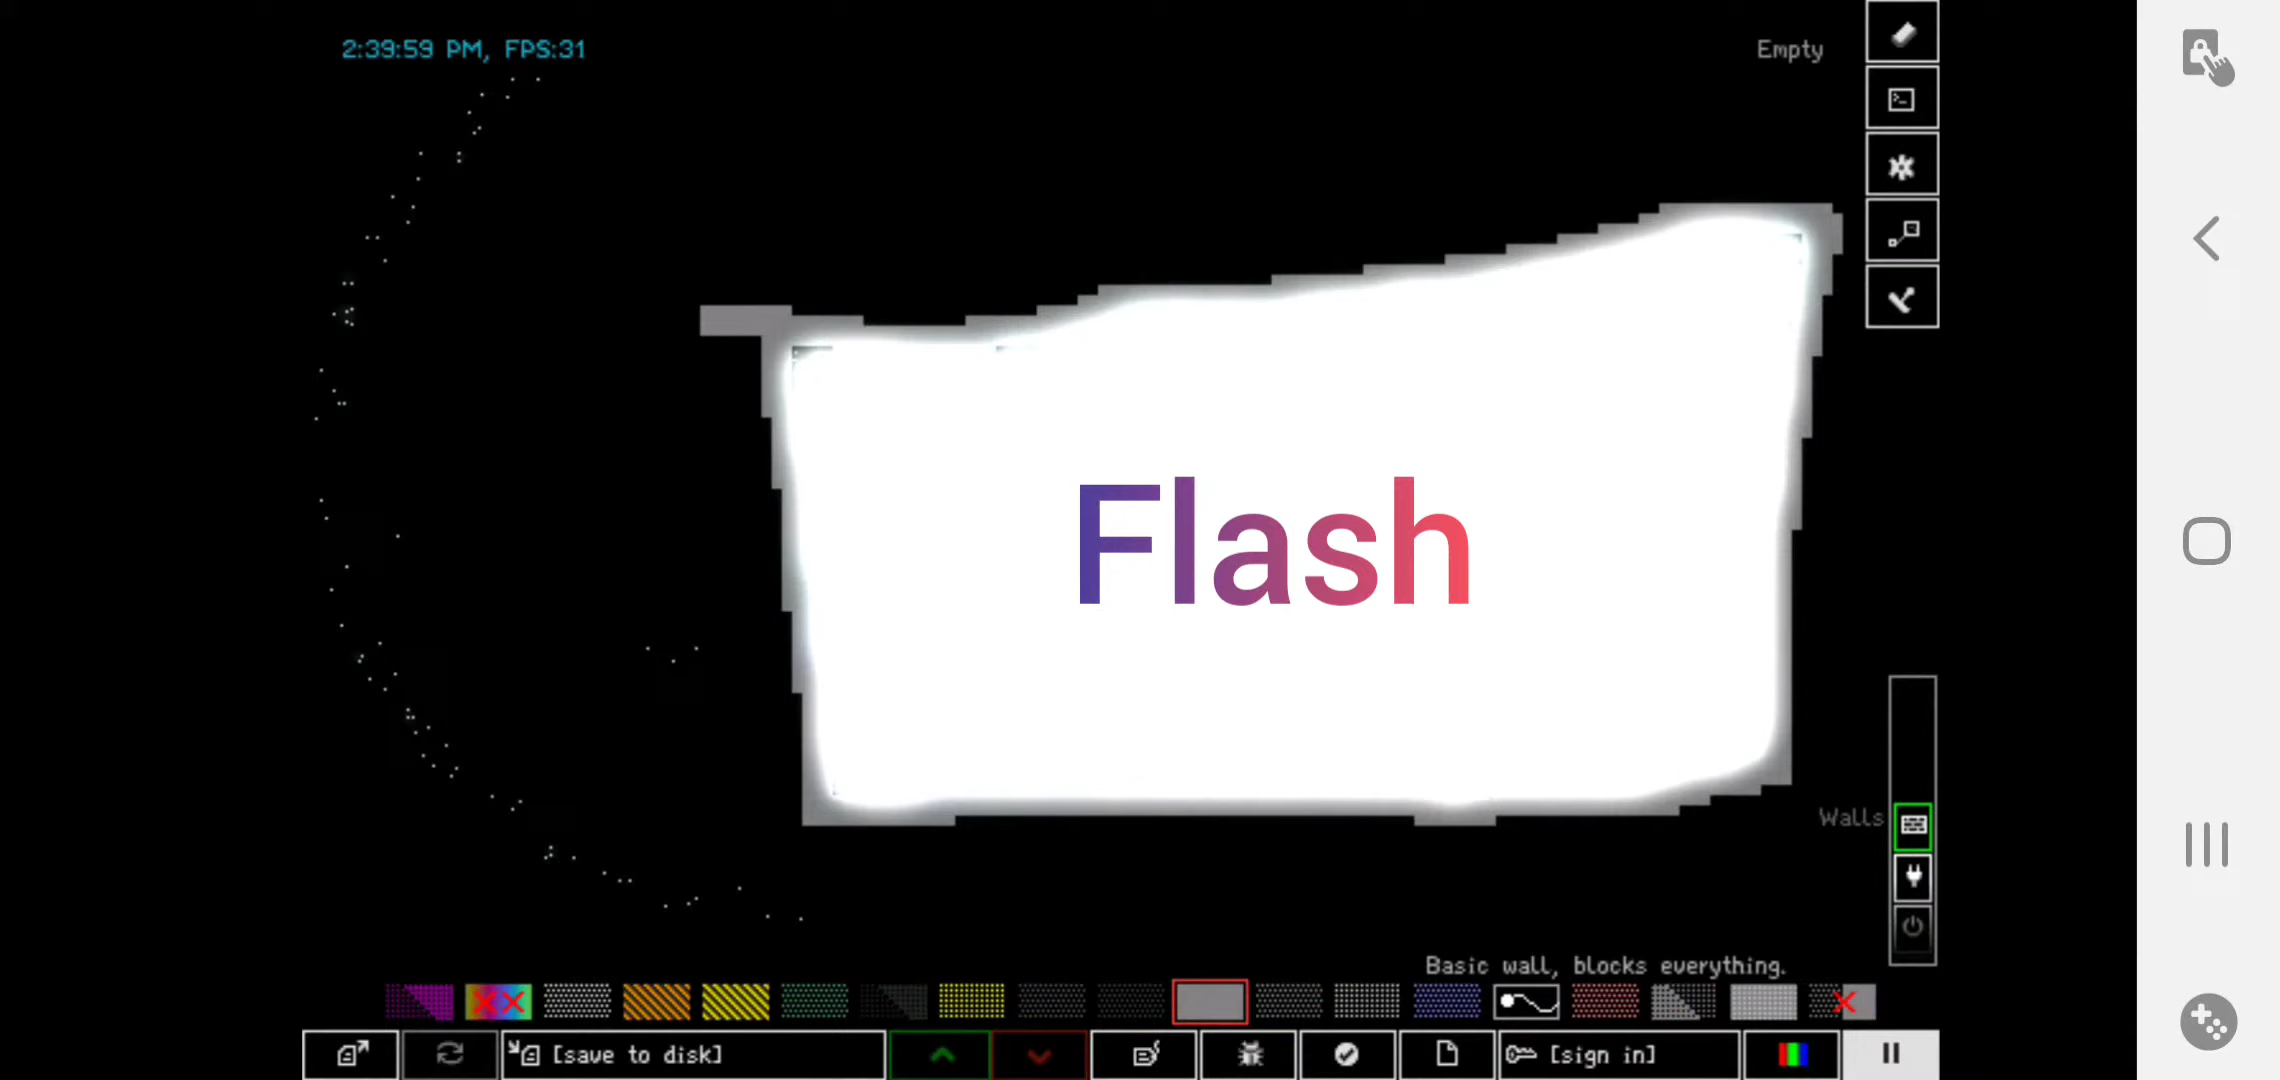 2:39:59 PM, FPS:31
Empty
Flash
Walls
Basic wall, blocks everything.
[save to disk]
[sign in]